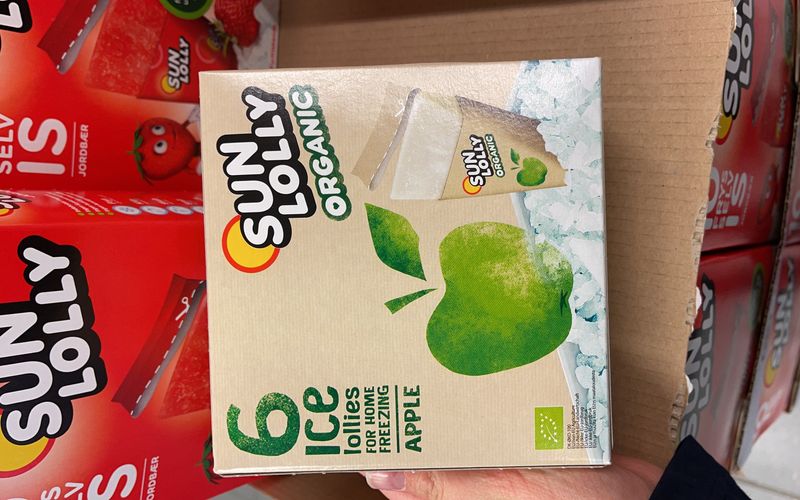 SUN
LOLLY
ORGANIC
SUN
LOLLY
ORGANIC
6
ICE
lollies
FOR HOME
FREEZING
APPLE
SUN
LOLLY
SELV
IS
JORDBÆR
SUN
LOLLY
IS
JORDBÆR